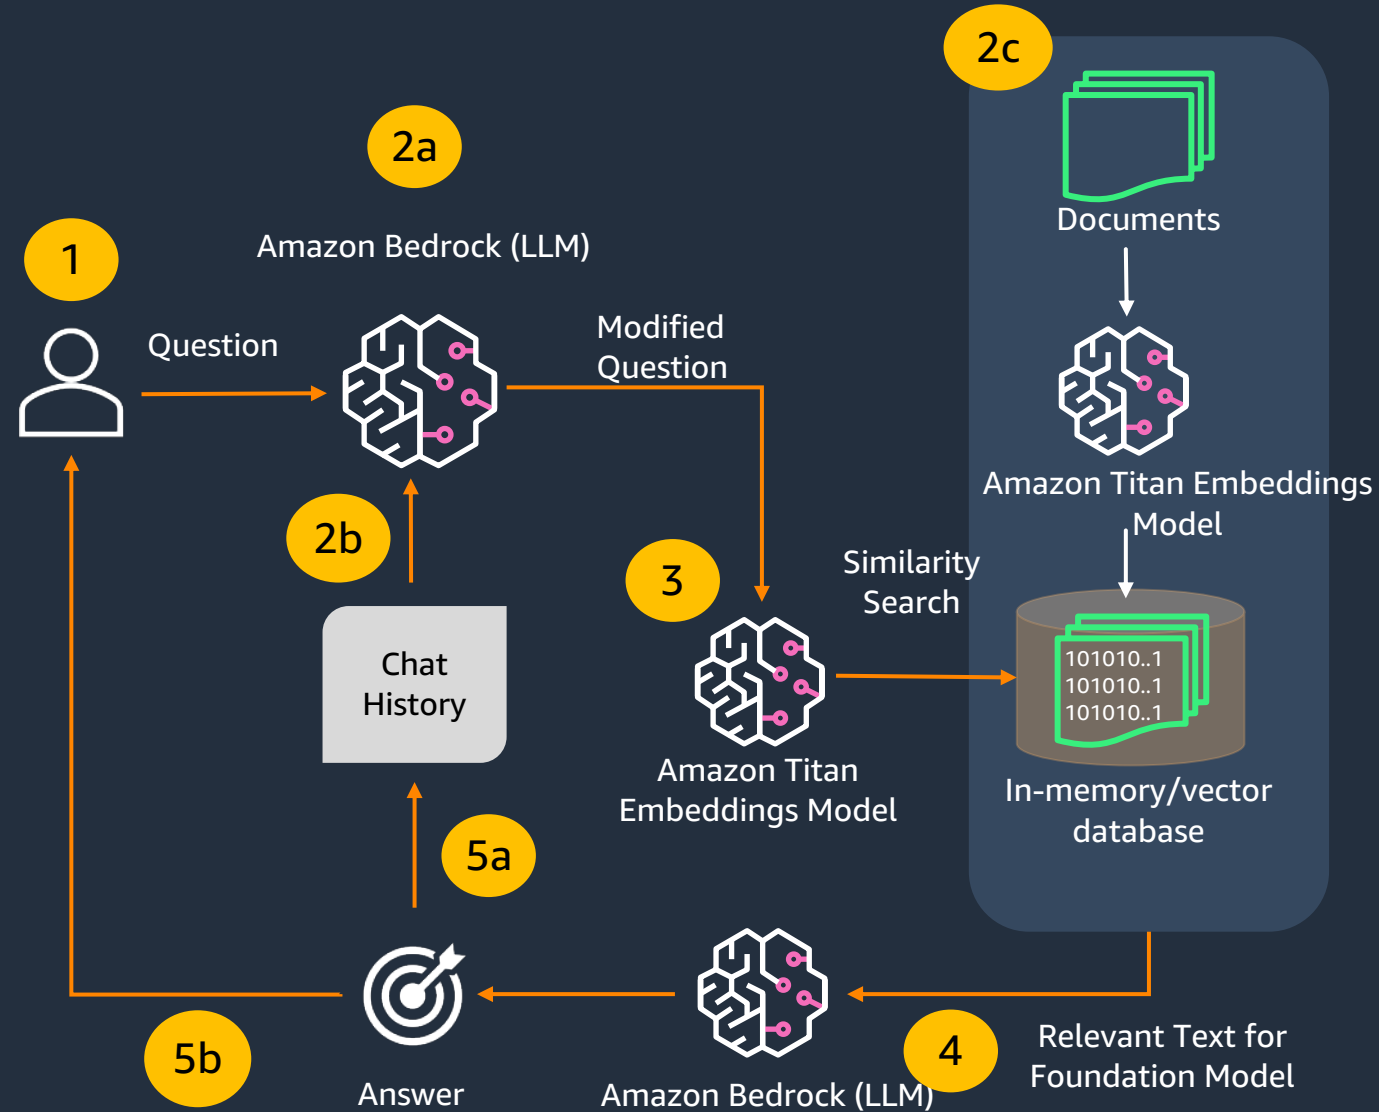 2c
2a
Documents
1
Amazon Bedrock (LLM)
Question
Modified
Question
Amazon Titan Embeddings
Model
2b
3
Similarity
Search
Chat
History
101010..1
101010..1
101010..1
Amazon Titan
Embeddings Model
In-memory/vector
database
5a
5b
Answer
Amazon Bedrock (LLM)
4
Relevant Text for
Foundation Model